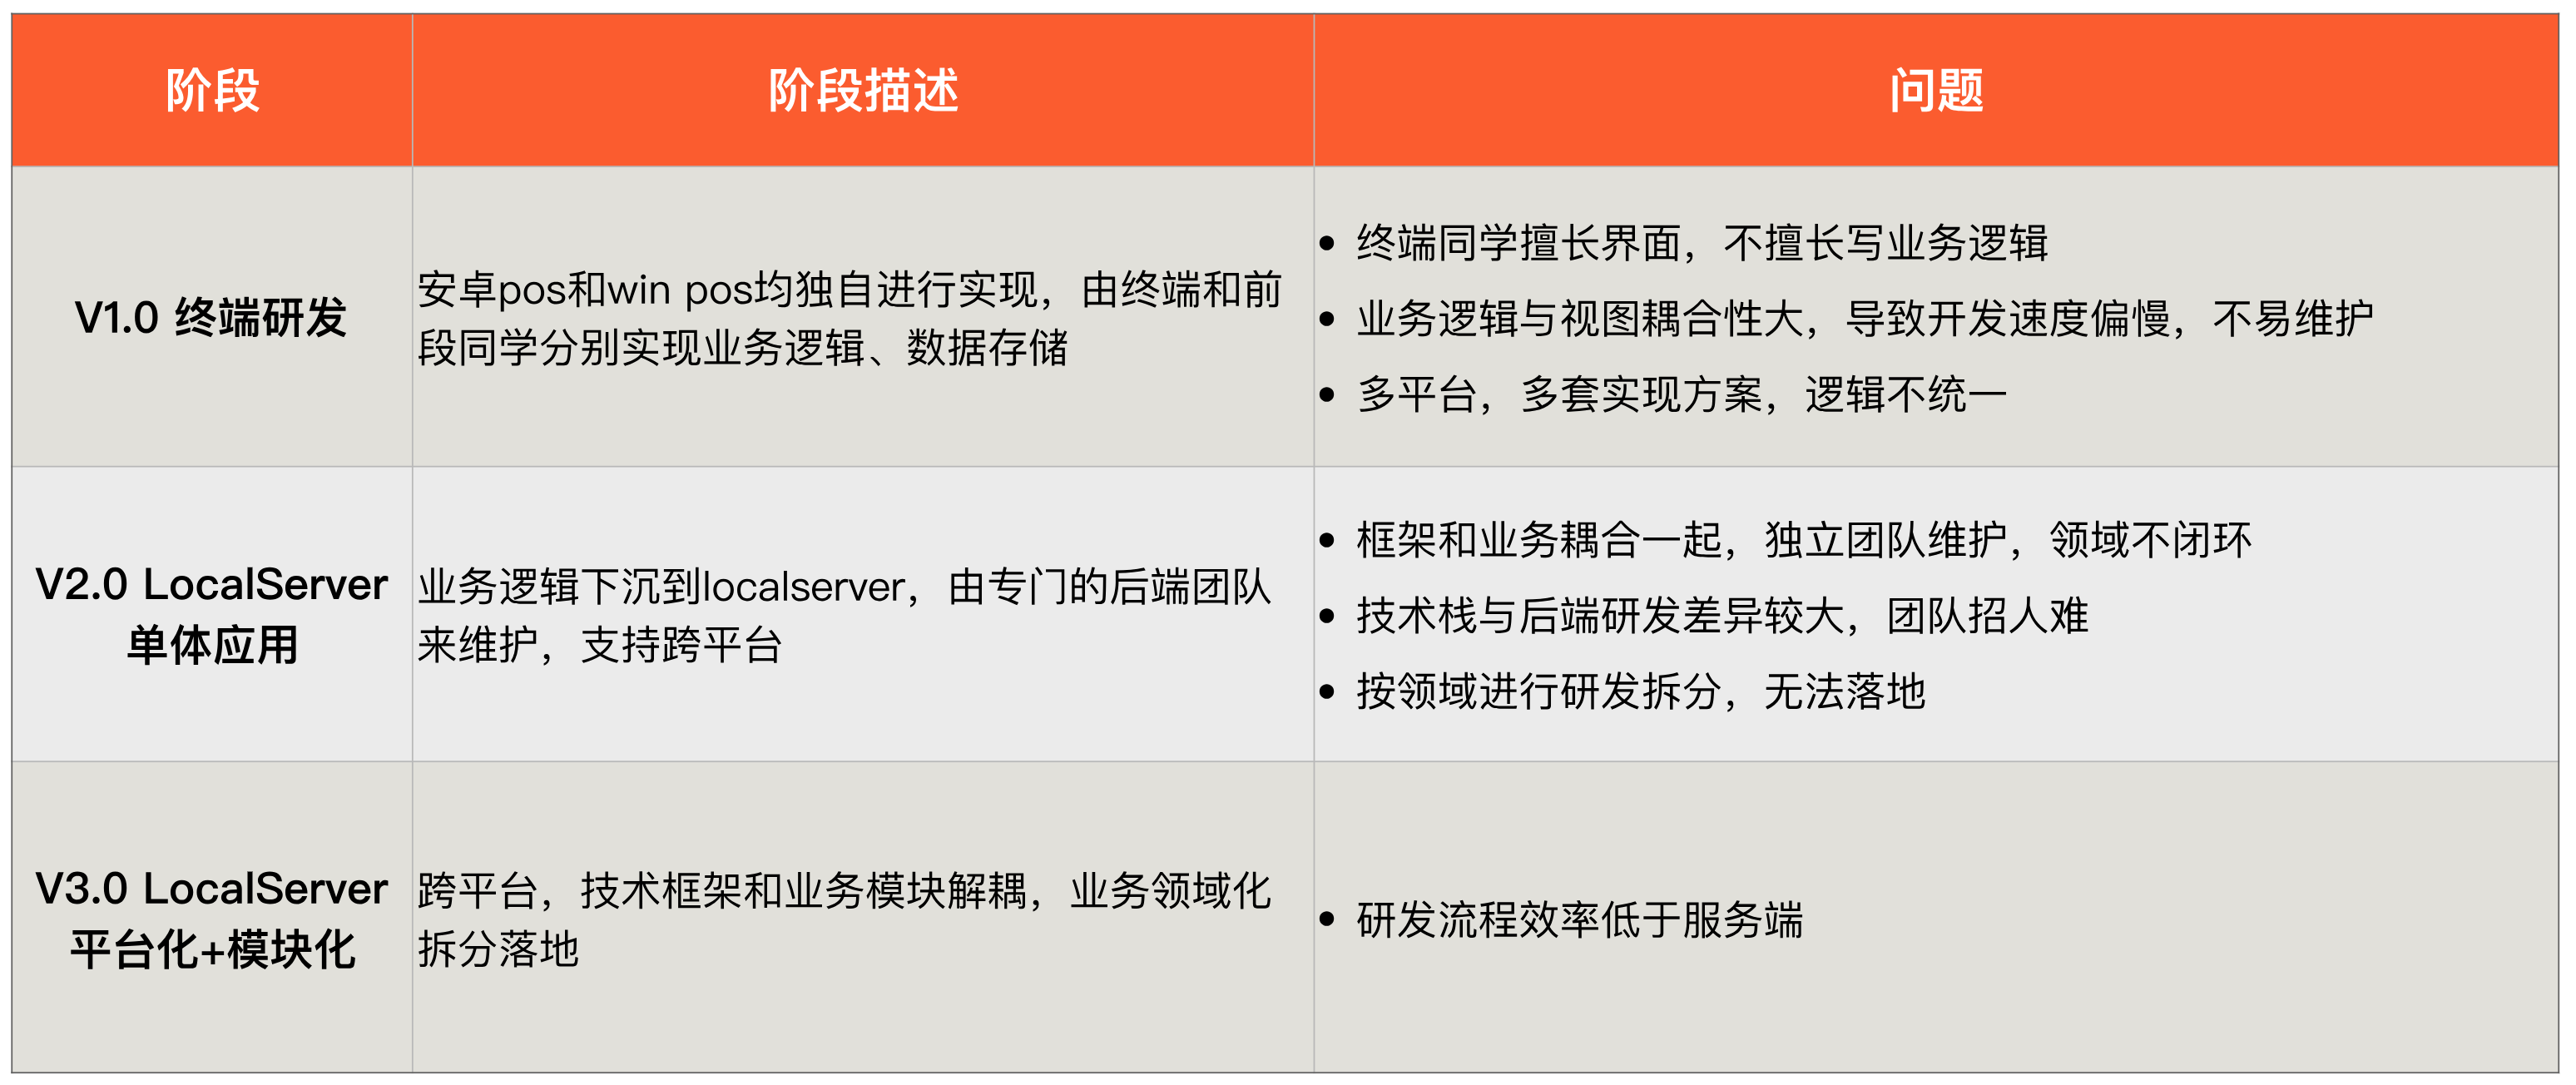 阶段
阶段描述
问题
V1.0 终端研发
安卓pos和win pos均独自进行实现，由终端和前
段同学分别实现业务逻辑、数据存储
• 终端同学擅长界面，不擅长写业务逻辑
• 业务逻辑与视图耦合性大，导致开发速度偏慢，不易维护
• 多平台，多套实现方案，逻辑不统一
V2.0 LocalServer
单体应用
业务逻辑下沉到localserver，由专门的后端团队
来维护，支持跨平台
• 框架和业务耦合一起，独立团队维护，领域不闭环
• 技术栈与后端研发差异较大，团队招人难
• 按领域进行研发拆分，无法落地
V3.0 LocalServer
平台化+模块化
跨平台，技术框架和业务模块解耦，业务领域化
拆分落地
• 研发流程效率低于服务端